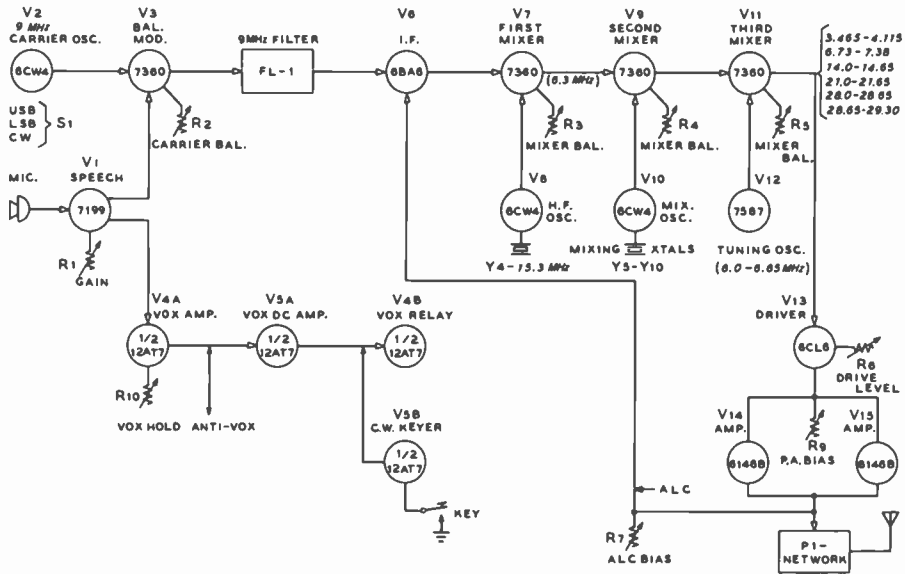 V2
9 MHz
CARRIER OSC.
6CW4
USB
LSB
CW
S1
V3
BAL.
MOD.
7360
R2
CARRIER BAL.
9MHz FILTER
FL-1
V6
I.F.
6BA6
V7
FIRST
MIXER
7360
(6.3 MHz)
R3
MIXER BAL.
V9
SECOND
MIXER
7360
R4
MIXER BAL.
V11
THIRD
MIXER
7360
R5
MIXER
BAL.
3.465-4.115
6.73-7.38
14.0-14.65
21.0-21.65
28.0-28.65
28.65-29.30
MIC.
V1
SPEECH
7199
R1
GAIN
V8
6CW4
H.F.
OSC.
Y4-15.3 MHz
V10
6CW4
MIX.
OSC.
MIXING XTALS
Y5-Y10
V12
7587
TUNING OSC.
(6.0-6.65MHz)
V4A
VOX AMP.
1/2
12AT7
R10
VOX HOLD ANTI-VOX
V5A
VOX DC AMP.
1/2
12AT7
V4B
VOX RELAY
1/2
12AT7
V5B
C.W. KEYER
1/2
12AT7
KEY
V13
DRIVER
6CL6
R6
DRIVE
LEVEL
V14
AMP.
6146B
R9
P.A.BIAS
V15
AMP.
6146B
ALC
R7
ALC BIAS
P1-
NETWORK